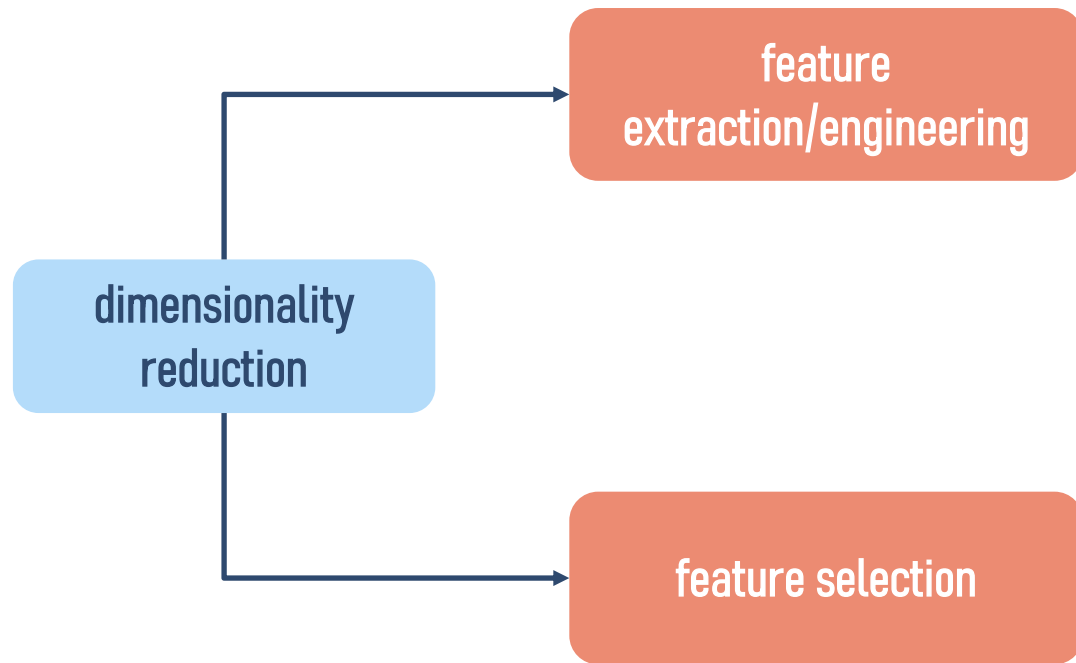 feature
extraction/engineering
dimensionality
reduction
feature selection